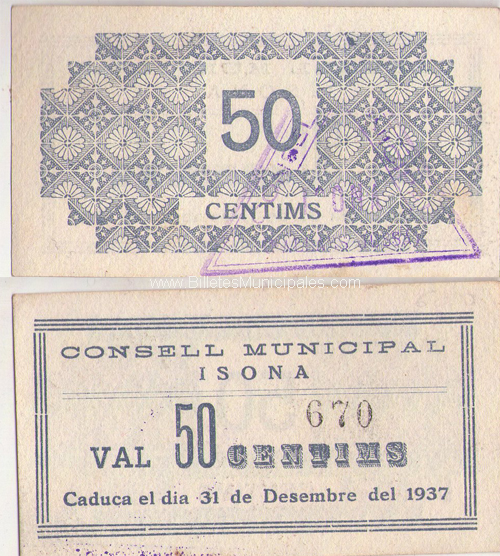 50
CENTIMS
www.BilletesMunicipales.com
CONSELL MUNICIPAL
ISONA
670
VAL 50 CENTIMS
Caduca el dia 31 de Desembre del 1937